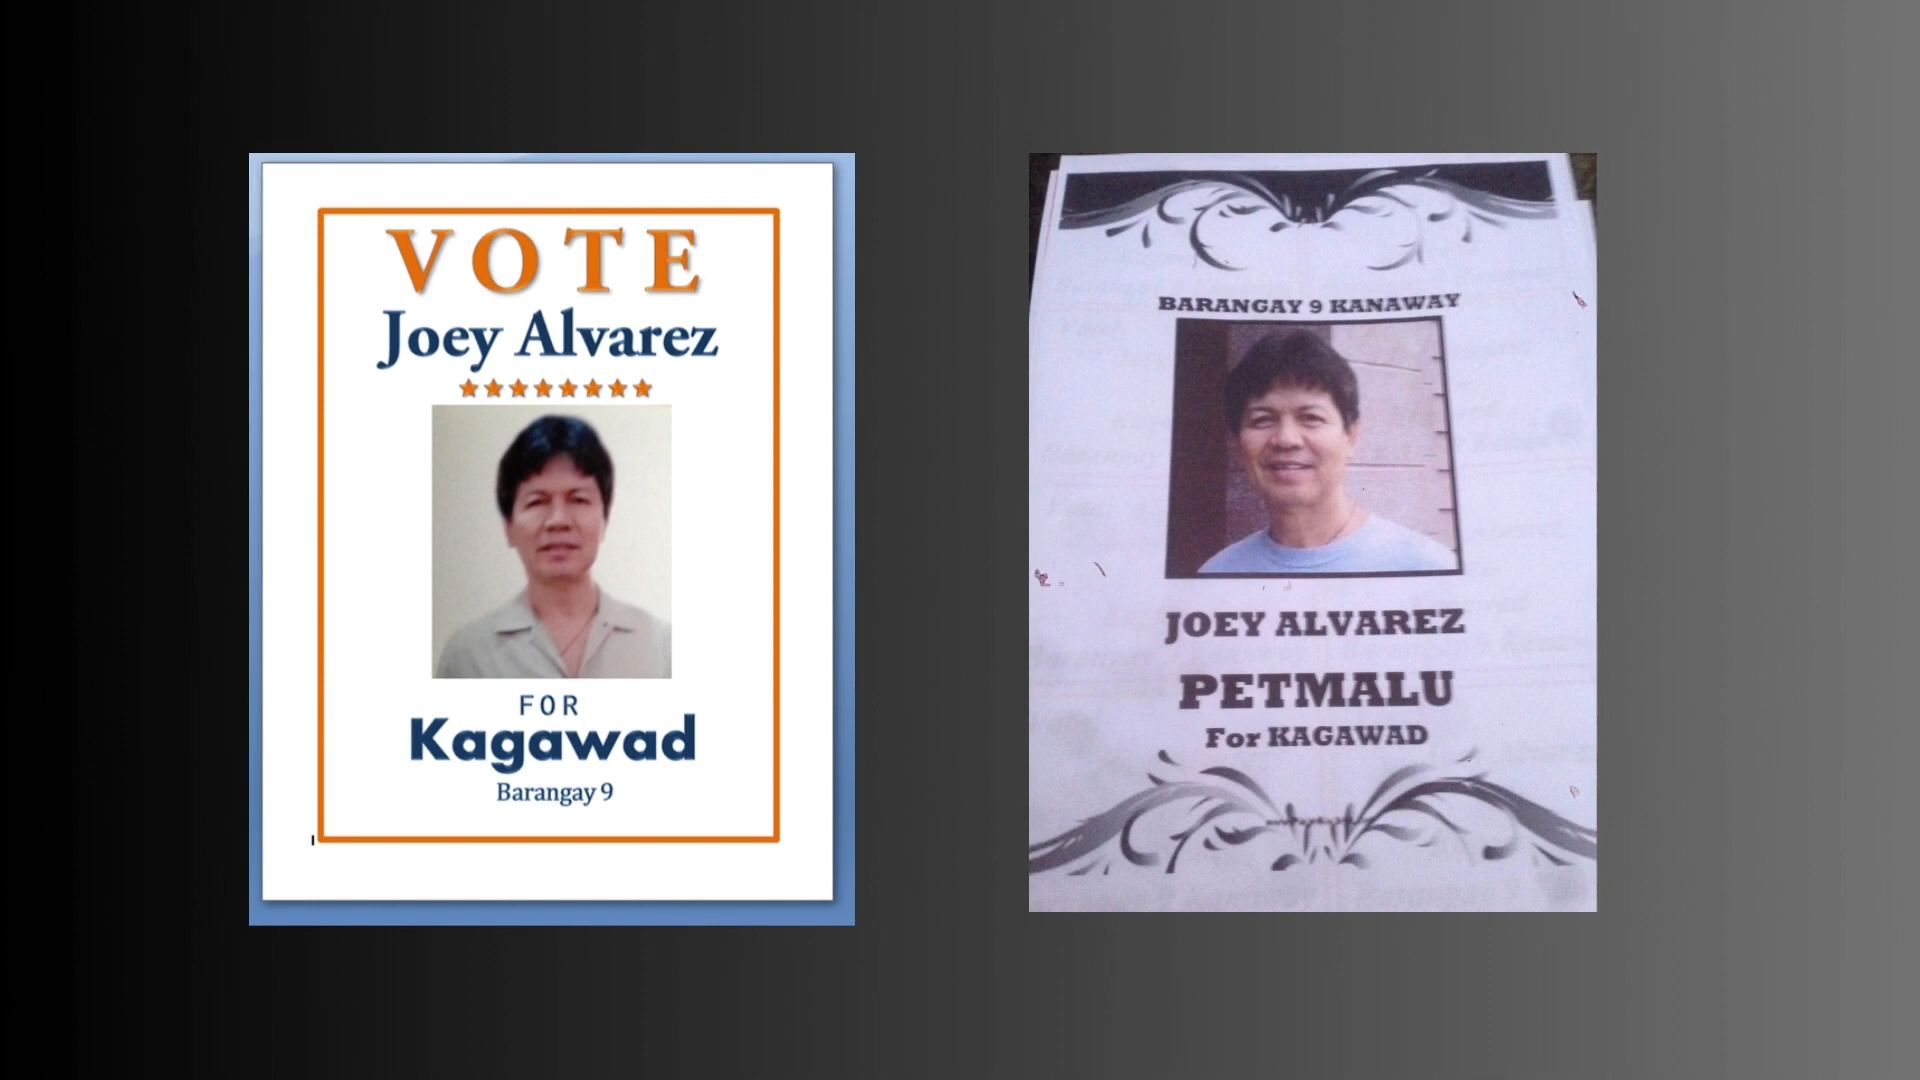 VOTE
Joey Alvarez
FOR
Kagawad
Barangay 9
BARANGAY 9 KANAWAY
JOEY ALVAREZ
PETMALU
For KAGAWAD